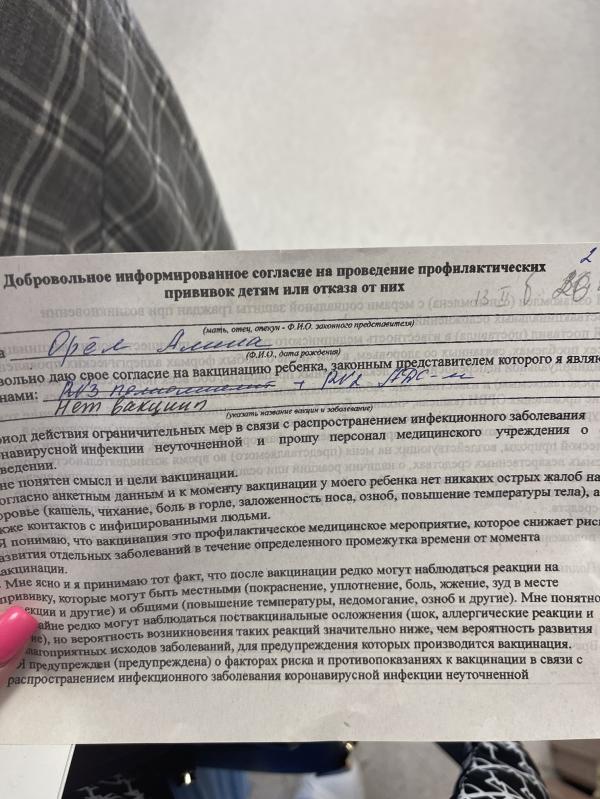 2
Добровольное информированное согласие на проведение профилактических
прививок детям или отказа от них
13 II б
(мать, отец, опекун - Ф.И.О. законного представителя)
а Орел Алина
(Ф.И.О., дата рождения)
вольно даю свое согласие на вакцинацию ребенка, законным представителем которого я являю
нами: RV3 полиомиелит + RV2 АДС-М
Нет вакцин
(указать название вакцин и заболевание)
риод действия ограничительных мер в связи с распространением инфекционного заболевания
навирусной инфекции неуточненной и прошу персонал медицинского учреждения о
ведении.
не понятен смысл и цели вакцинации.
огласно анкетным данным и к моменту вакцинации у моего ребенка нет никаких острых жалоб на
оровье (кашель, чихание, боль в горле, заложенность носа, озноб, повышение температуры тела), а
кже контактов с инфицированными людьми.
Я понимаю, что вакцинация это профилактическое медицинское мероприятие, которое снижает риск
развития отдельных заболеваний в течение определенного промежутка времени от момента
вакцинации.
. Мне ясно и я принимаю тот факт, что после вакцинации редко могут наблюдаться реакции на
прививку, которые могут быть местными (покраснение, уплотнение, боль, жжение, зуд в месте
екции и другие) и общими (повышение температуры, недомогание, озноб и другие). Мне понятно
айне редко могут наблюдаться поствакцинальные осложнения (шок, аллергические реакции и
ие), но вероятность возникновения таких реакций значительно ниже, чем вероятность развития
лагоприятных исходов заболеваний, для предупреждения которых производится вакцинация.
Я предупрежден (предупреждена) о факторах риска и противопоказаниях к вакцинации в связи с
распространением инфекционного заболевания коронавирусной инфекции неуточненной